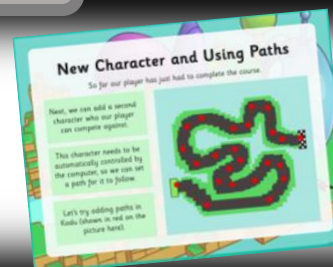 New Character and Using Paths
So far our player has just had to complete the course.
Next, we can add a second
character who our player
can compete against.
This character needs to be
automatically controlled by
the computer, so we can set
a path for it to follow.
Let's try adding paths in
Kodu (shown in red on the
picture here).